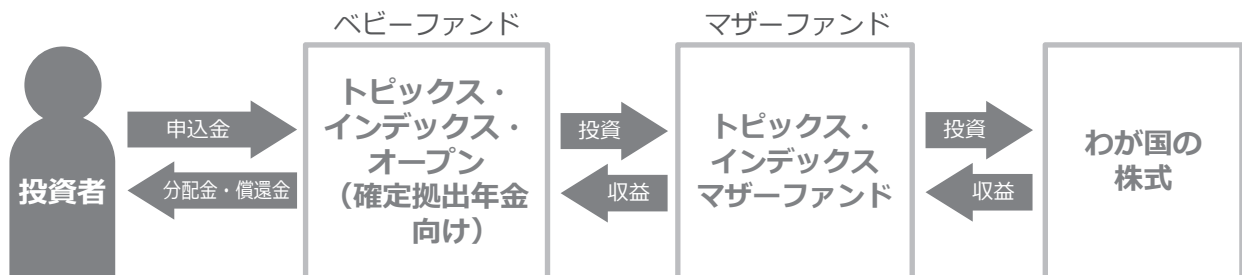 ベビーファンド
マザーファンド
投資者
申込金
分配金・償還金
トピックス・
インデックス・
オープン
（確定拠出年金
向け）
投資
収益
トピックス・
インデックス
マザーファンド
投資
収益
わが国の
株式